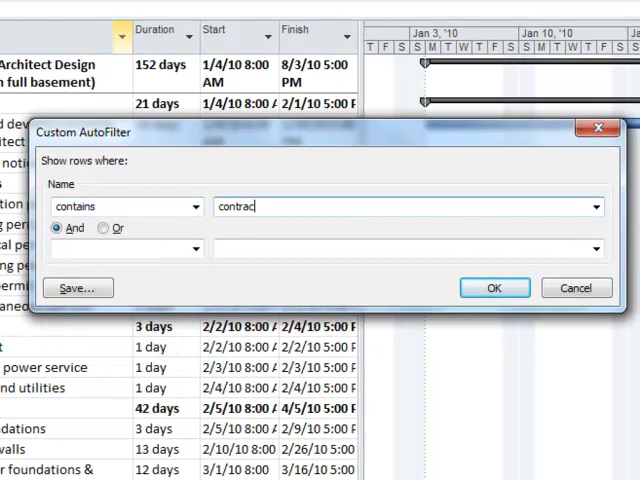 Duration Start Finish Jan 3, '10 Jan 10, '10
T F S S M T W T F S S M T W T F S S
Architect Design 152 days 1/4/10 8:00 8/3/10 5:00
n full basement) AM PM
21 days 1/4/10 8:00 A 2/1/10 5:00 P
Custom AutoFilter
Show rows where:
Name
contains contrac
And Or
Save... OK Cancel
3 days 2/2/10 8:00 A 2/4/10 5:00 P
t 1 day 2/2/10 8:00 A 2/2/10 5:00 P
power service 1 day 2/3/10 8:00 A 2/3/10 5:00 P
nd utilities 1 day 2/4/10 8:00 A 2/4/10 5:00 P
42 days 2/5/10 8:00 A 4/5/10 5:00 P
ndations 3 days 2/5/10 8:00 A 2/9/10 5:00 P
walls 13 days 2/10/10 8:00 2/26/10 5:00
r foundations & 12 days 3/1/10 8:00 3/16/10 5:00